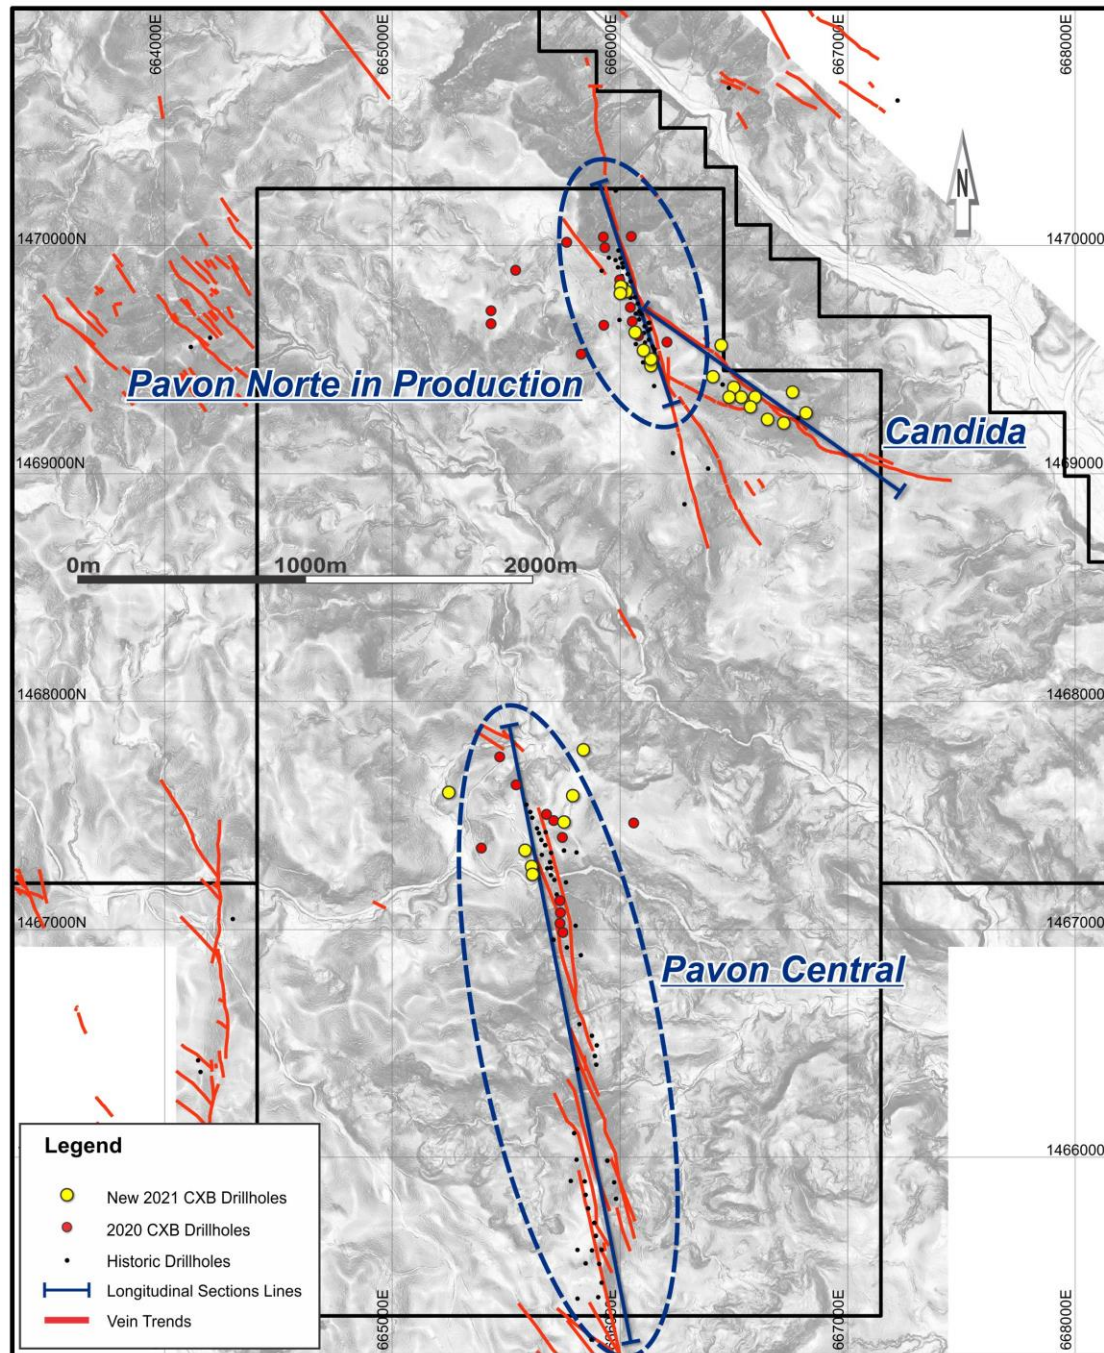 664000E
665000E
666000E
667000E
668000E
N
1470000N
1470000
Pavon Norte in Production
Candida
1469000N
1469000
0m
1000m
2000m
1468000N
1468000
1467000N
1467000
Pavon Central
1466000
Legend
New 2021 CXB Drillholes
2020 CXB Drillholes
Historic Drillholes
Longitudinal Sections Lines
Vein Trends
665000E
666000E
667000E
668000E